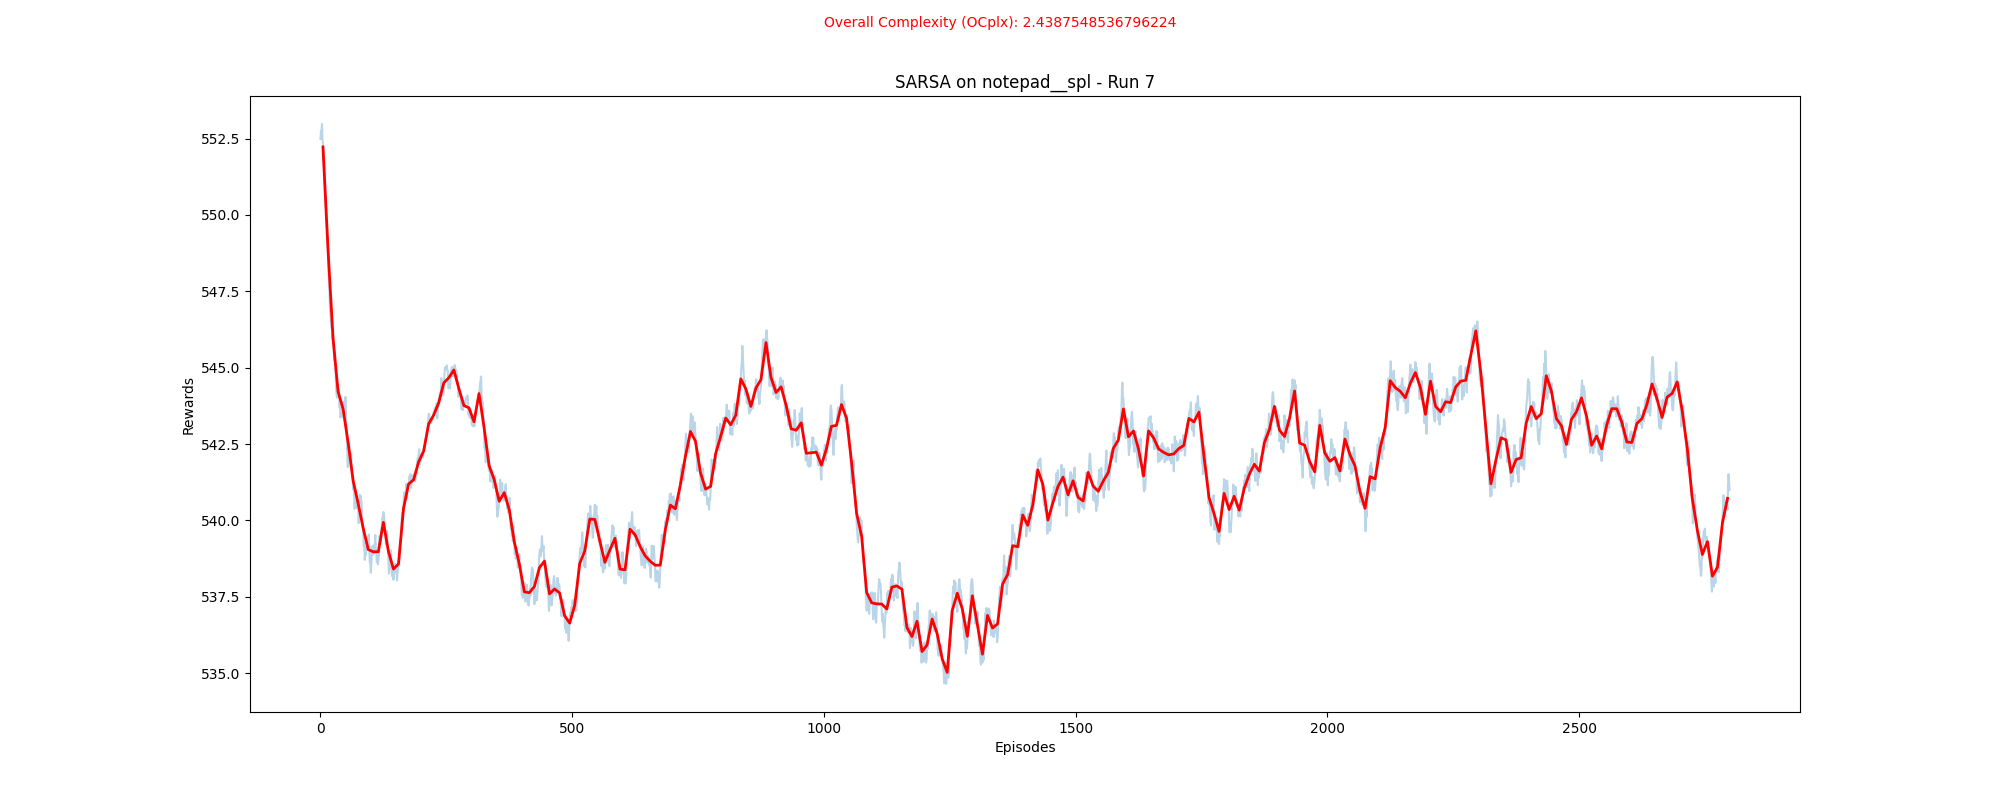 Overall Complexity (OCplx): 2.4387548536796224
SARSA on notepad__spl - Run 7
552.5
550.0
547.5
545.0
542.5
540.0
537.5
535.0
Rewards
0 500 1000 1500 2000 2500
Episodes